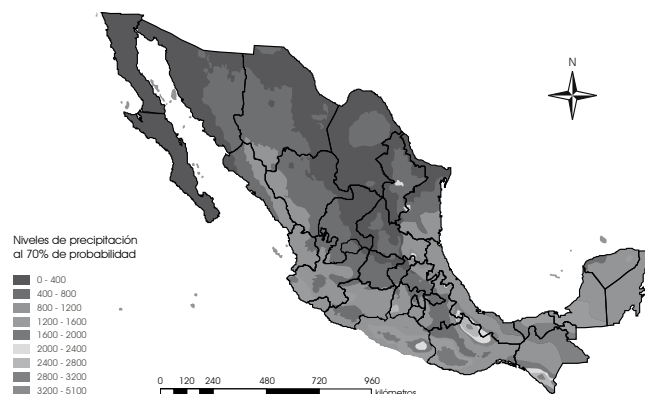 N
Niveles de precipitación
al 70% de probabilidad
0 - 400
400 - 800
800 - 1200
1200 - 1600
1600 - 2000
2000 - 2400
2400 - 2800
2800 - 3200
3200 - 5100
0 120 240 480 720 960
kilómetros